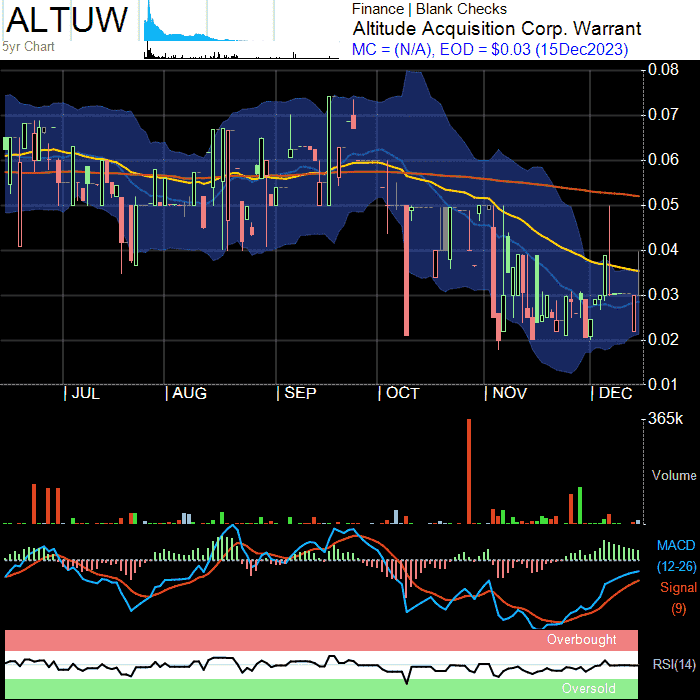 ALTUW
5yr Chart
Finance | Blank Checks
Altitude Acquisition Corp. Warrant
MC = (N/A), EOD = $0.03 (15Dec2023)
0.08
0.07
0.06
0.05
0.04
0.03
0.02
0.01
| JUL | AUG | SEP | OCT | NOV | DEC
365k
Volume
MACD
(12-26)
Signal
(9)
Overbought
RSI(14)
Oversold